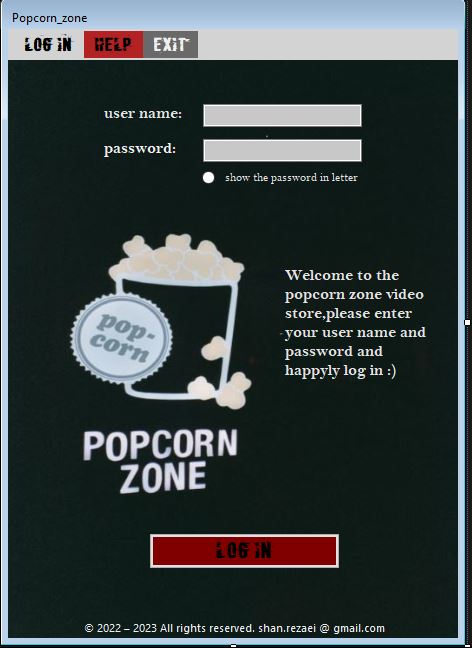 Popcorn_zone
LOG IN HELP EXIT
user name:
password:
show the password in letter
Welcome to the
popcorn zone video
store,please enter
your user name and
password and
happyly log in :)
pop-
corn
POPCORN
ZONE
LOG IN
© 2022 – 2023 All rights reserved. shan.rezaei @ gmail.com